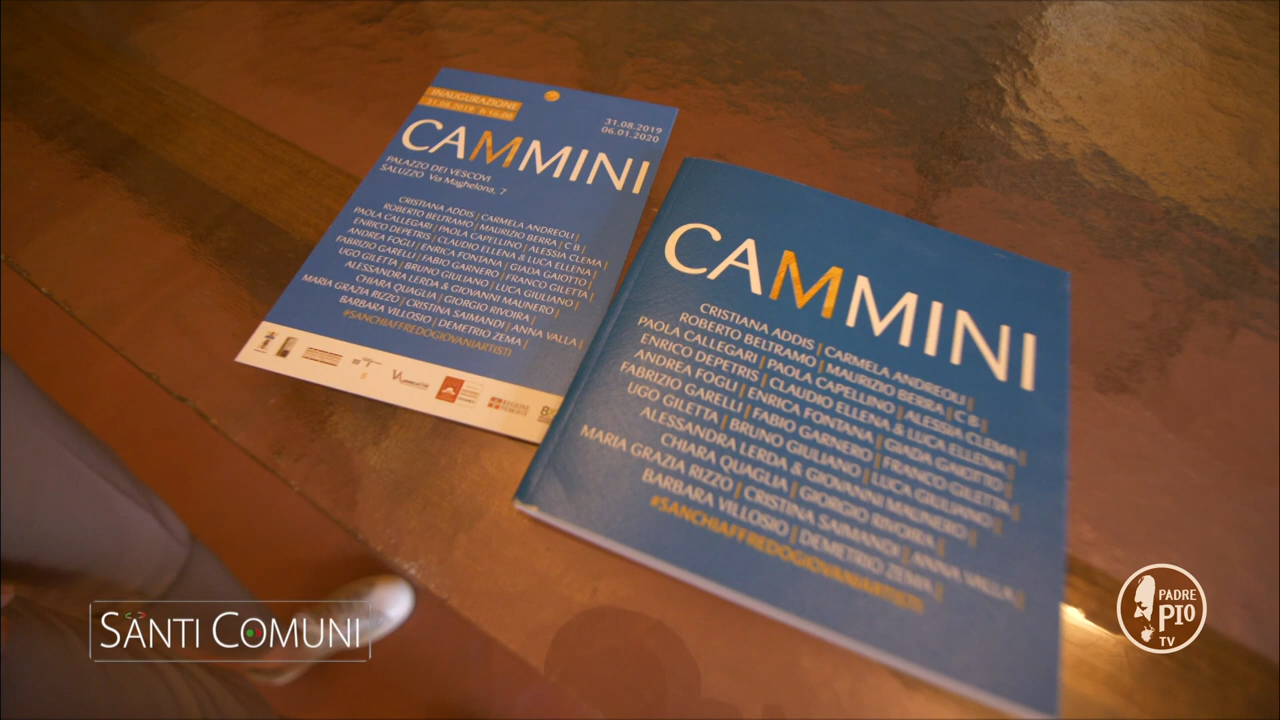 INAUGURAZIONE
31.08.2019 h 16:00
31.08.2019
06.01.2020
CAMMINI
PALAZZO DEI VESCOVI
SALUZZO Via Maghelona, 7
CRISTIANA ADDIS | CARMELA ANDREOLI |
ROBERTO BELTRAMO | MAURIZIO BERRA | C B |
PAOLA CALLEGARI | PAOLA CAPELLINO | ALESSIA CLEMA |
ENRICO DEPETRIS | CLAUDIO ELLENA & LUCA ELLENA |
ANDREA FOGLI | ENRICA FONTANA | GIADA GAIOTTO |
FABRIZIO GARELLI | FABIO GARNERO | FRANCO GILETTA |
UGO GILETTA | BRUNO GIULIANO | LUCA GIULIANO |
ALESSANDRA LERDA & GIOVANNI MAUNERO |
CHIARA QUAGLIA | GIORGIO RIVOIRA |
MARIA GRAZIA RIZZO | CRISTINA SAIMANDI | ANNA VALLA |
BARBARA VILLOSIO | DEMETRIO ZEMA |
#SANCHIAFFREDOGIOVANIARTISTI
REGIONE
PIEMONTE
CAMMINI
CRISTIANA ADDIS | CARMELA ANDREOLI |
ROBERTO BELTRAMO | MAURIZIO BERRA | C B |
PAOLA CALLEGARI | PAOLA CAPELLINO | ALESSIA CLEMA |
ENRICO DEPETRIS | CLAUDIO ELLENA & LUCA ELLENA |
ANDREA FOGLI | ENRICA FONTANA | GIADA GAIOTTO |
FABRIZIO GARELLI | FABIO GARNERO | FRANCO GILETTA |
UGO GILETTA | BRUNO GIULIANO | LUCA GIULIANO |
ALESSANDRA LERDA & GIOVANNI MAUNERO |
CHIARA QUAGLIA | GIORGIO RIVOIRA |
MARIA GRAZIA RIZZO | CRISTINA SAIMANDI | ANNA VALLA |
BARBARA VILLOSIO | DEMETRIO ZEMA |
#SANCHIAFFREDOGIOVANIARTISTI
SANTI COMUNI
PADRE
PIO
TV